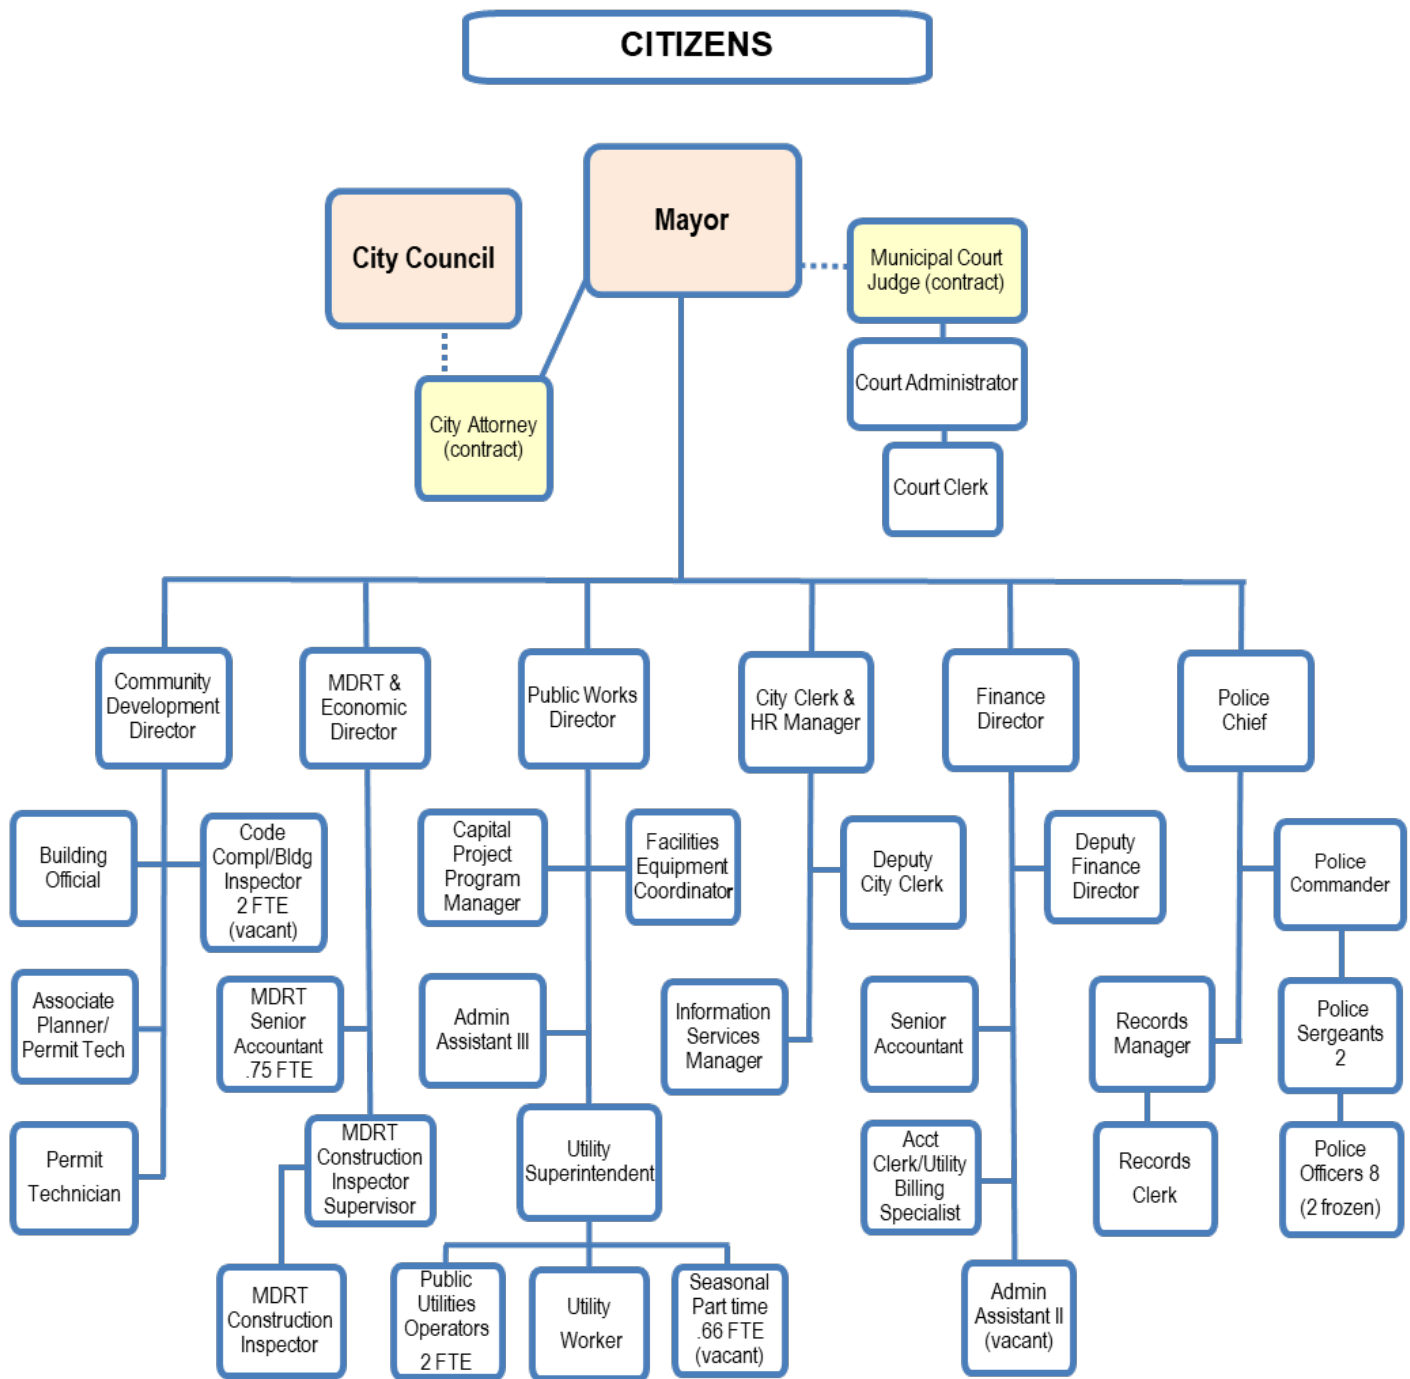 CITIZENS
Mayor
City Council
Municipal Court
Judge (contract)
Court Administrator
City Attorney
(contract)
Court Clerk
Community
Development
Director
MDRT &
Economic
Director
Public Works
Director
City Clerk &
HR Manager
Finance
Director
Police
Chief
Building
Official
Code
Compl/Bldg
Inspector
2 FTE
(vacant)
Capital
Project
Program
Manager
Facilities
Equipment
Coordinator
Deputy
City Clerk
Deputy
Finance
Director
Police
Commander
Associate
Planner/
Permit Tech
MDRT
Senior
Accountant
.75 FTE
Admin
Assistant III
Information
Services
Manager
Senior
Accountant
Records
Manager
Police
Sergeants
2
Permit
Technician
MDRT
Construction
Inspector
Supervisor
Utility
Superintendent
Acct
Clerk/Utility
Billing
Specialist
Records
Clerk
Police
Officers 8
(2 frozen)
MDRT
Construction
Inspector
Public
Utilities
Operators
2 FTE
Utility
Worker
Seasonal
Part time
.66 FTE
(vacant)
Admin
Assistant II
(vacant)